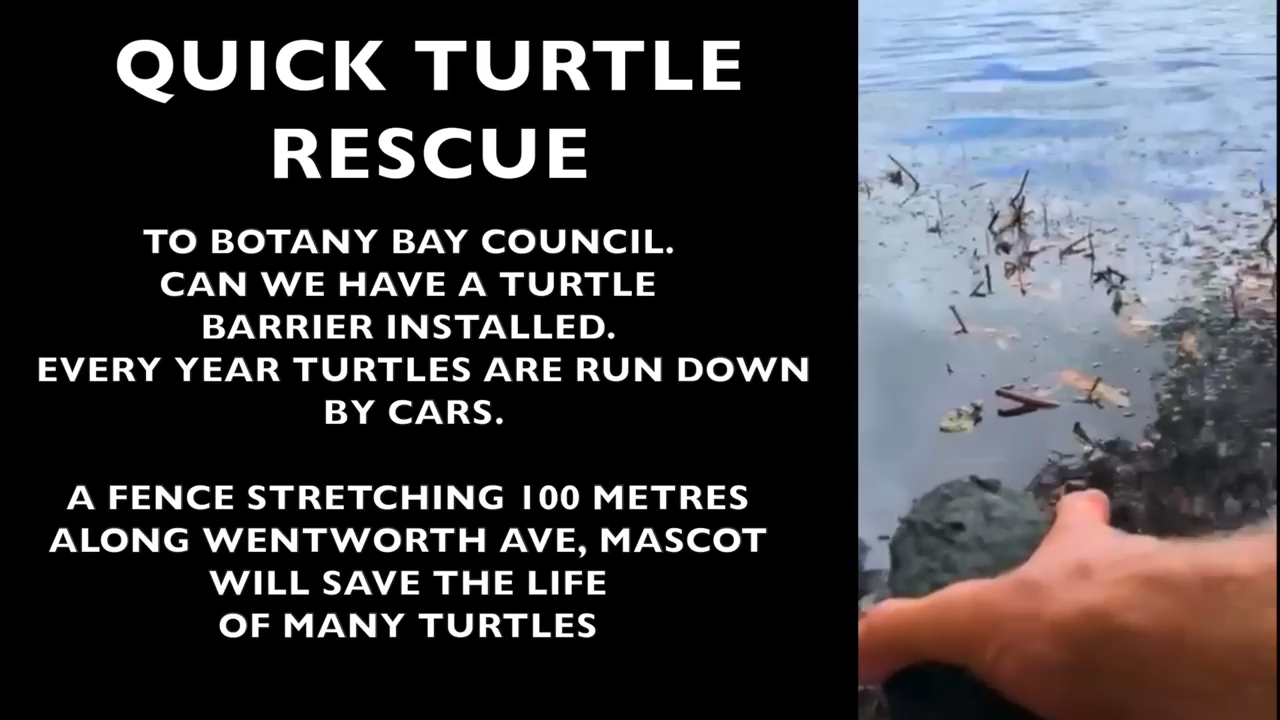 QUICK TURTLE
RESCUE
TO BOTANY BAY COUNCIL.
CAN WE HAVE A TURTLE
BARRIER INSTALLED.
EVERY YEAR TURTLES ARE RUN DOWN
BY CARS.
A FENCE STRETCHING 100 METRES
ALONG WENTWORTH AVE, MASCOT
WILL SAVE THE LIFE
OF MANY TURTLES